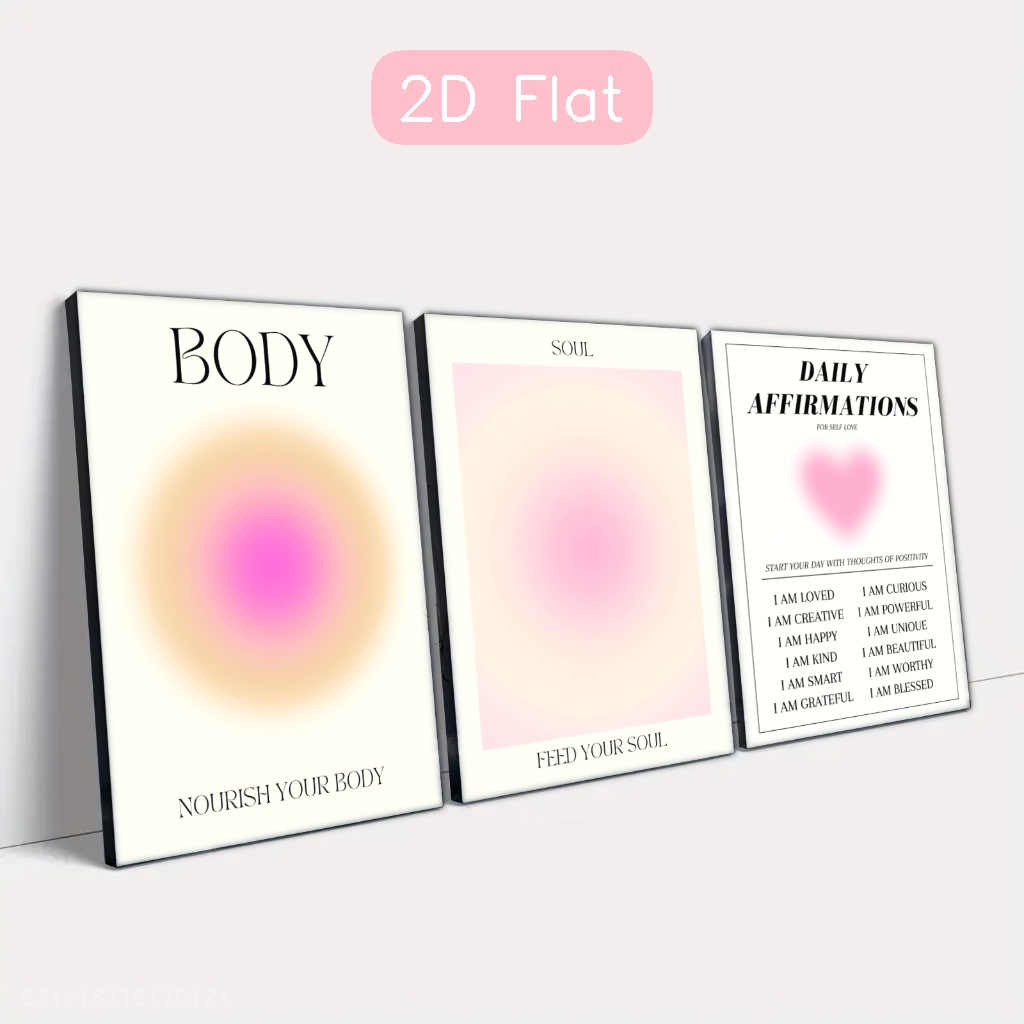 2D Flat
BODY
NOURISH YOUR BODY
SOUL
FEED YOUR SOUL
DAILY
AFFIRMATIONS
FOR SELF LOVE
START YOUR DAY WITH THOUGHTS OF POSITIVITY
I AM LOVED
I AM CREATIVE
I AM HAPPY
I AM KIND
I AM SMART
I AM GRATEFUL
I AM CURIOUS
I AM POWERFUL
I AM UNIQUE
I AM BEAUTIFUL
I AM WORTHY
I AM BLESSED